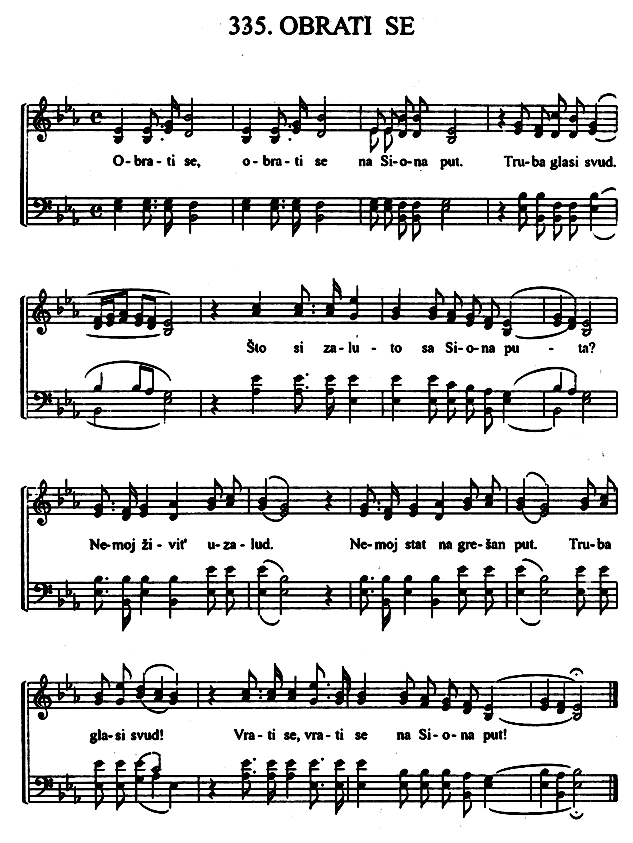 335. OBRATI SE
O-bra-ti se, o-bra-ti se na Si-o-na put. Tru-ba glasi svud.
Što si za-lu-to sa Si-o-na pu-ta?
Ne-moj ži-vit' u-za-lud. Ne-moj stat na gre-šan put. Tru-ba
gla-si svud! Vra-ti se, vra-ti se na Si-o-na put!